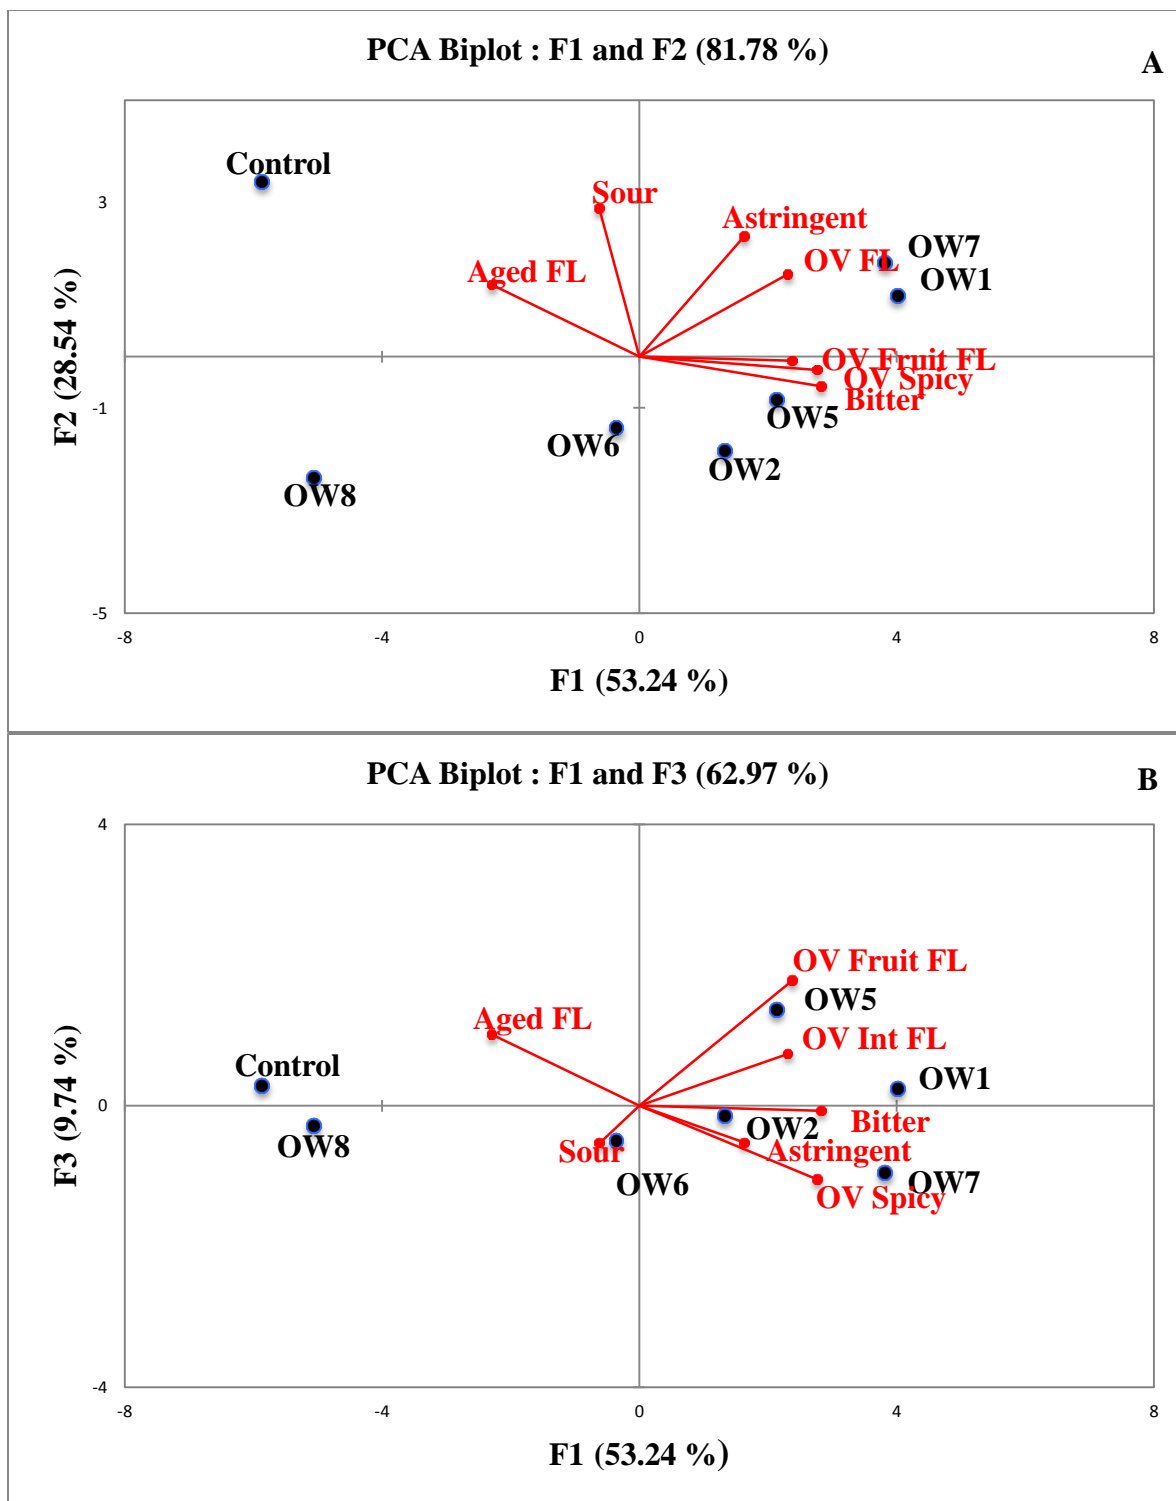 PCA Biplot : F1 and F2 (81.78 %)
A
Control
Sour
3
Astringent
OW7
OV FL
Aged FL
OW1
OV Fruit FL
OV Spicy
Bitter
-1
OW5
OW6
OW2
OW8
-5
-8 -4 0 4 8
F1 (53.24 %)
F2 (28.54 %)
PCA Biplot : F1 and F3 (62.97 %)
B
4
OV Fruit FL
OW5
Aged FL
OV Int FL
Control
OW1
0
Bitter
OW2
OW8
Sour
Astringent
OW6
OW7
OV Spicy
-4
-8 -4 0 4 8
F1 (53.24 %)
F3 (9.74 %)